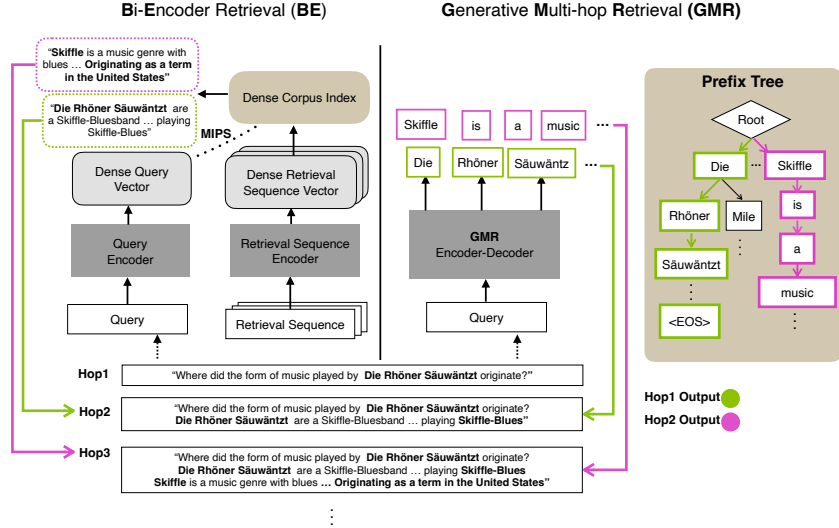 Bi-Encoder Retrieval (BE)
“Skiffle is a music genre with
blues … Originating as a term
in the United States”
“Die Rhöner Säuwäntzt are
a Skiffle-Bluesband … playing
Skiffle-Blues”
MIPS
Dense Corpus Index
Dense Query
Vector
Dense Retrieval
Sequence Vector
Query
Encoder
Retrieval Sequence
Encoder
Query
Retrieval Sequence
Generative Multi-hop Retrieval (GMR)
Skiffle
is
a
music
...
Die
Rhöner
Säuwäntz
...
GMR
Encoder-Decoder
Query
Prefix Tree
Root
Die
...
Skiffle
Rhöner
Mile
is
Säuwäntzt
a
music
<EOS>
Hop1
“Where did the form of music played by Die Rhöner Säuwäntzt originate?”
Hop2
“Where did the form of music played by Die Rhöner Säuwäntzt originate?
Die Rhöner Säuwäntzt are a Skiffle-Bluesband … playing Skiffle-Blues”
Hop3
“Where did the form of music played by Die Rhöner Säuwäntzt originate?
Die Rhöner Säuwäntzt are a Skiffle-Bluesband … playing Skiffle-Blues
Skiffle is a music genre with blues … Originating as a term in the United States”
Hop1 Output
Hop2 Output